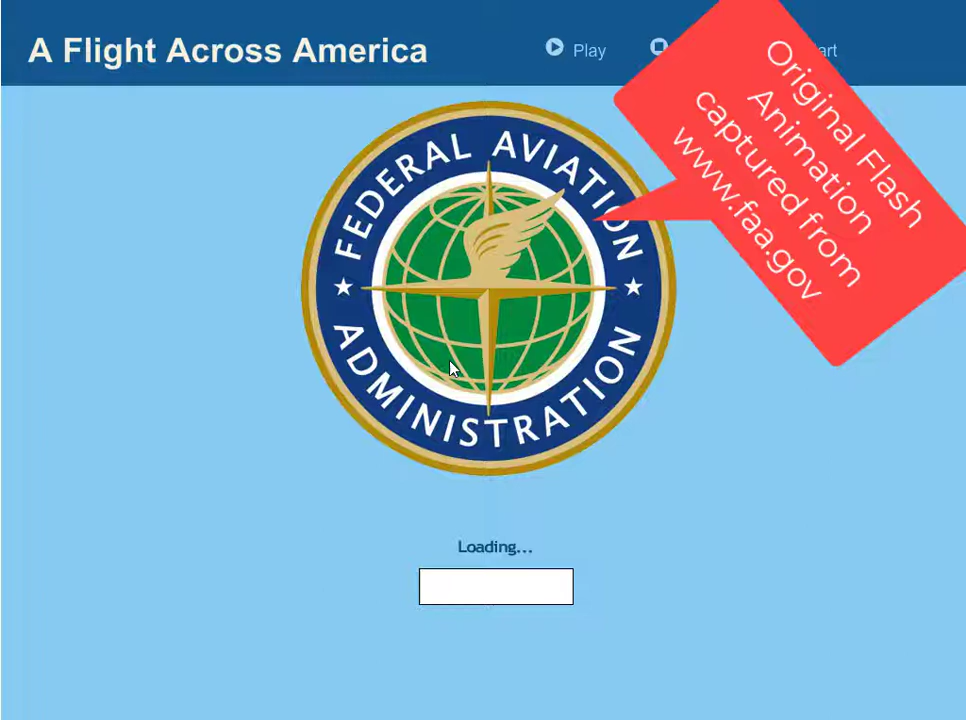 A Flight Across America
Play
FEDERAL AVIATION
ADMINISTRATION
Original Flash
Animation
captured from
www.faa.gov
Loading...